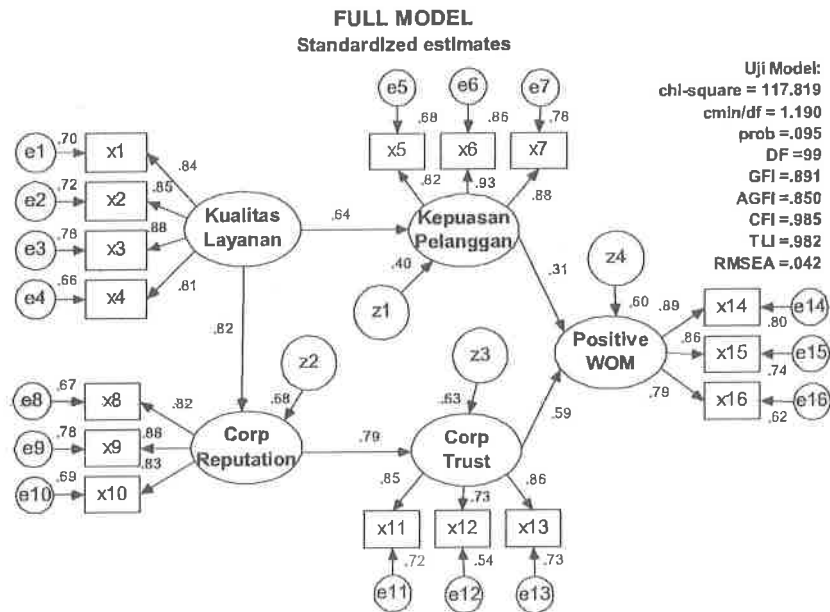 FULL MODEL
Standardized estimates
Uji Model:
chi-square = 117.819
cmin/df = 1.190
prob =.095
DF =99
GFI =.891
AGFI =.850
CFI =.985
TLI =.982
RMSEA =.042
e5
e6
e7
.68
.86
.78
x5
x6
x7
.82
.93
.88
e1
.70
x1
.84
e2
.72
x2
.85
e3
.78
x3
.88
e4
.66
x4
.81
Kualitas
Layanan
.64
Kepuasan
Pelanggan
.40
z1
.31
z4
.60
.82
Positive
WOM
.89
x14
.80
e14
.86
x15
.74
e15
.79
x16
.62
e16
z2
.68
z3
.63
.59
e8
.67
x8
.82
e9
.78
x9
.88
e10
.69
x10
.83
Corp
Reputation
.79
Corp
Trust
.85
.73
.86
x11
x12
x13
.72
.54
.73
e11
e12
e13